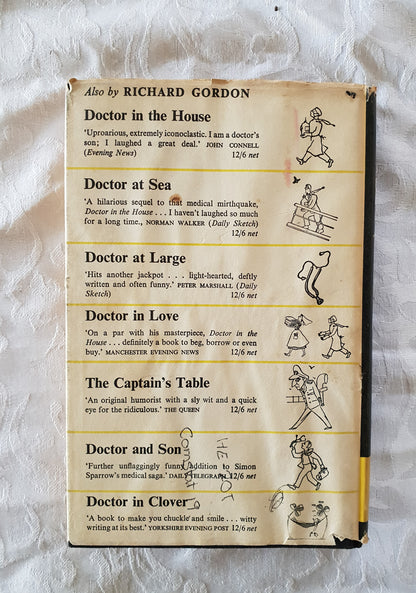 Also by RICHARD GORDON
Doctor in the House
'Uproarious, extremely iconoclastic. I am a doctor's
son; I laughed a great deal.' JOHN CONNELL
(Evening News) 12/6 net
Doctor at Sea
'A hilarious sequel to that medical mirthquake,
Doctor in the House . . . I haven't laughed so much
for a long time., NORMAN WALKER (Daily Sketch)
12/6 net
Doctor at Large
'Hits another jackpot . . . light-hearted, deftly
written and often funny.' PETER MARSHALL (Daily
Sketch) 12/6 net
Doctor in Love
'On a par with his masterpiece, Doctor in the
House . . . definitely a book to beg, borrow or even
buy.' MANCHESTER EVENING NEWS 12/6 net
The Captain's Table
'An original humorist with a sly wit and a quick
eye for the ridiculous.' THE QUEEN 12/6 net
Doctor and Son
'Further unflaggingly funny addition to Simon
Sparrow's medical saga.' DAILY TELEGRAPH 12/6 net
Doctor in Clover
'A book to make you chuckle and smile . . . witty
writing at its best.' YORKSHIRE EVENING POST 12/6 net